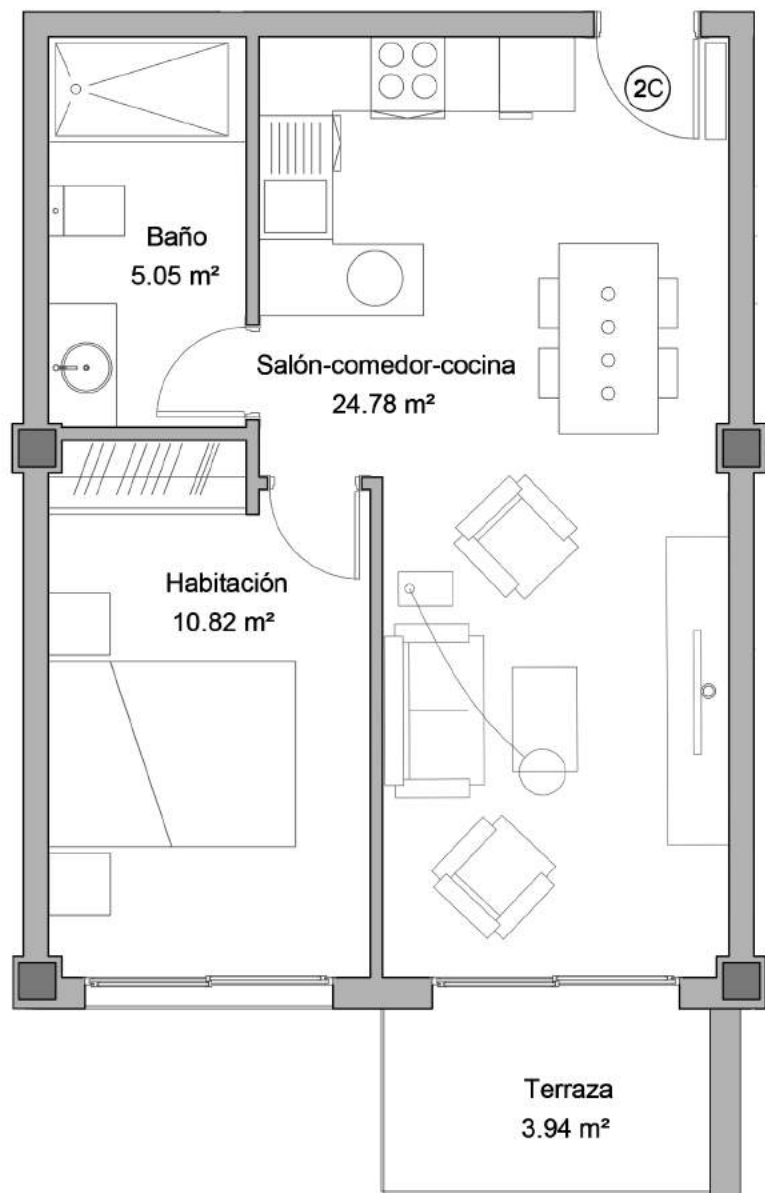 2C
Baño
5.05 m²
Salón-comedor-cocina
24.78 m²
Habitación
10.82 m²
Terraza
3.94 m²